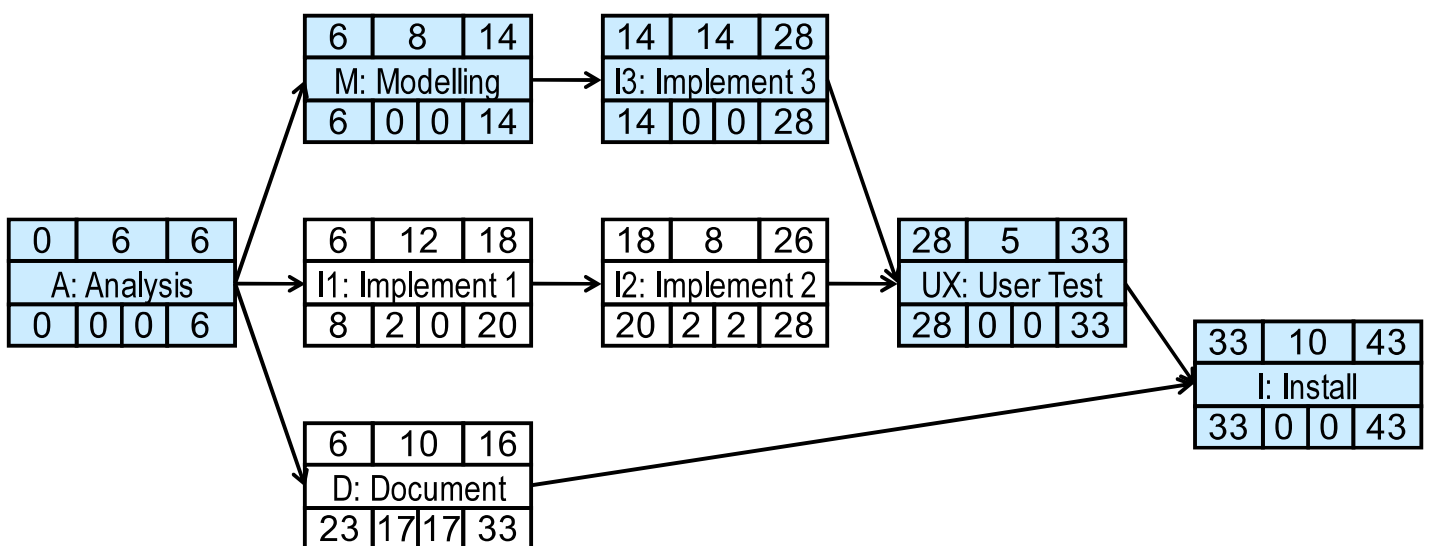 6 8 14
M: Modelling
6 0 0 14
14 14 28
I3: Implement 3
14 0 0 28
0 6 6
A: Analysis
0 0 0 6
6 12 18
I1: Implement 1
8 2 0 20
18 8 26
I2: Implement 2
20 2 2 28
28 5 33
UX: User Test
28 0 0 33
33 10 43
I: Install
33 0 0 43
6 10 16
D: Document
23 17 17 33